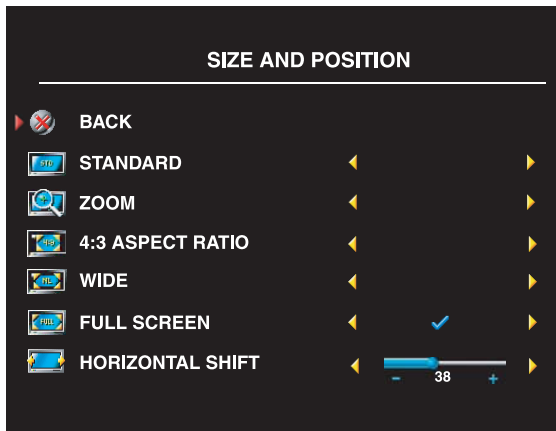 SIZE AND POSITION
BACK
STD STANDARD
ZOOM
4:3 4:3 ASPECT RATIO
WIDE
FULL FULL SCREEN
HORIZONTAL SHIFT
- 38 +